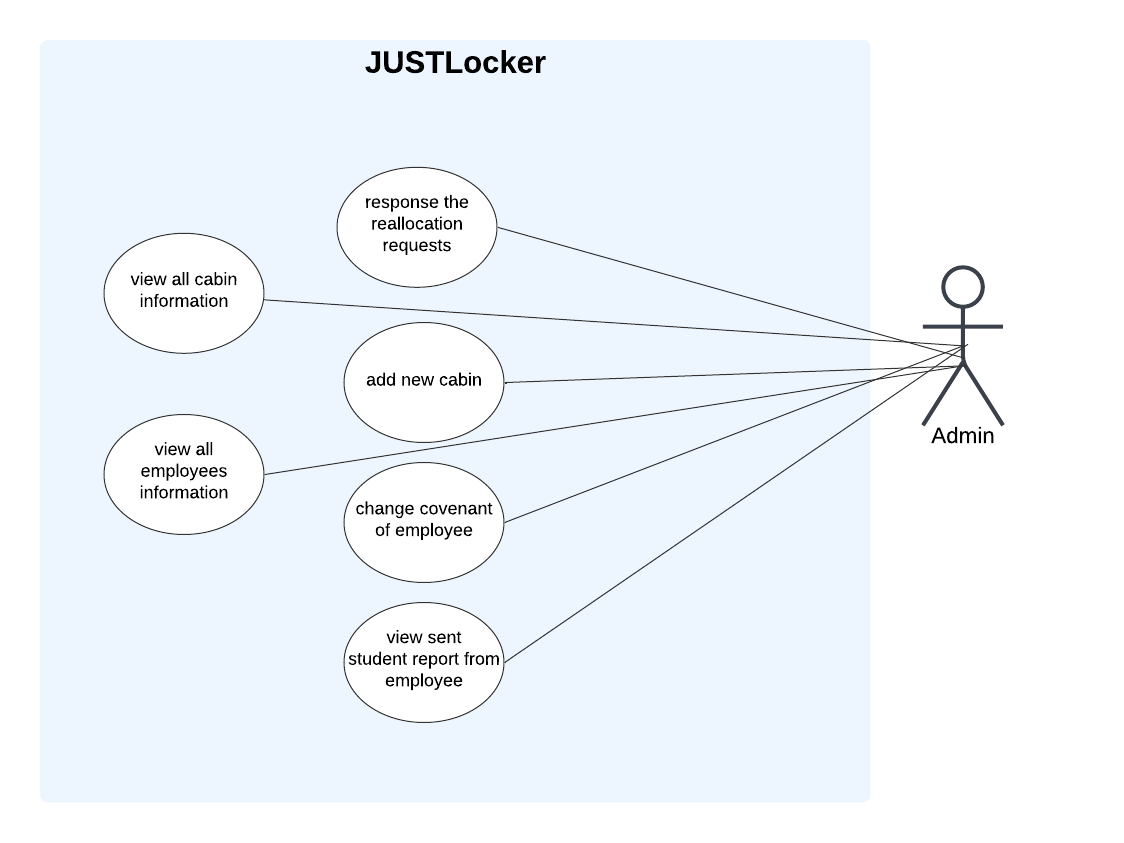 JUSTLocker
response the
reallocation
requests
view all cabin
information
add new cabin
view all
employees
information
change covenant
of employee
view sent
student report from
employee
Admin